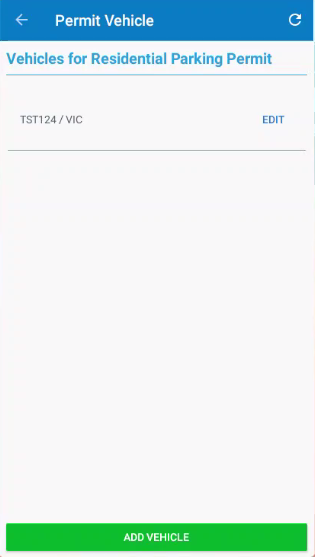 Permit Vehicle
Vehicles for Residential Parking Permit
TST124 / VIC EDIT
ADD VEHICLE